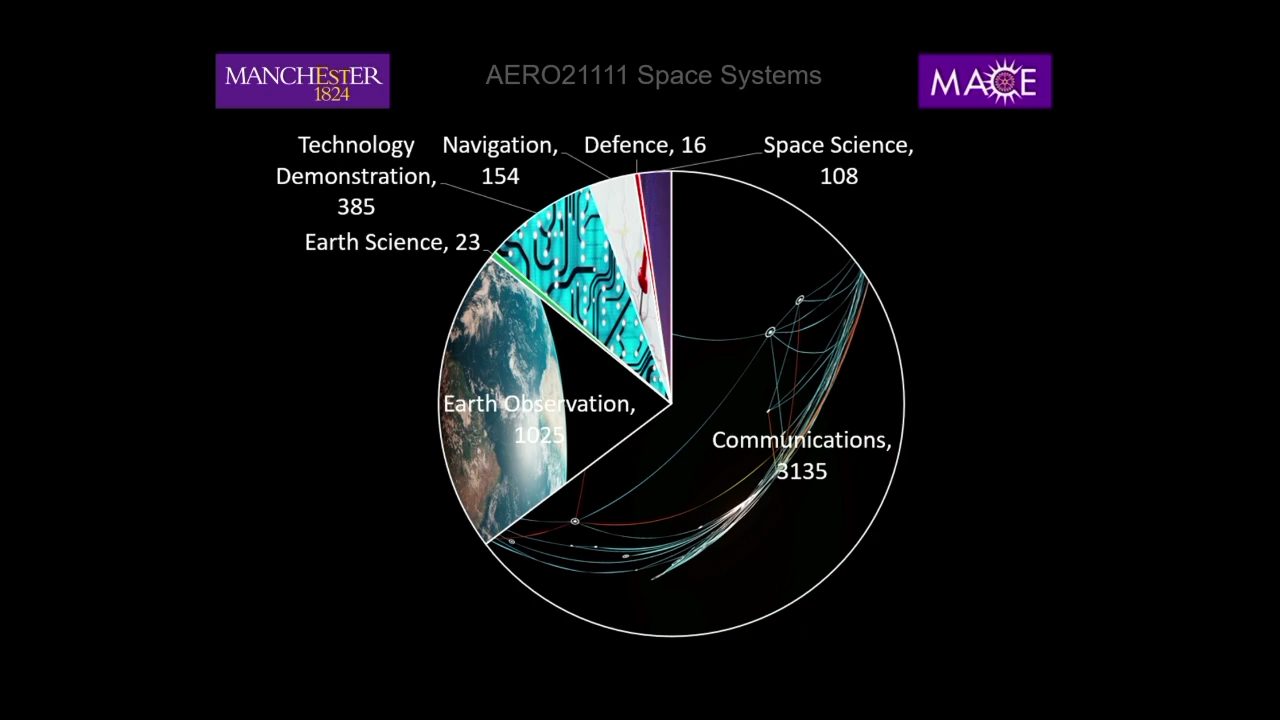 MANCHESTER
1824
AERO21111 Space Systems
MACE
Technology
Demonstration,
385
Navigation,
154
Defence, 16
Space Science,
108
Earth Science, 23
Earth Observation,
1025
Communications,
3135